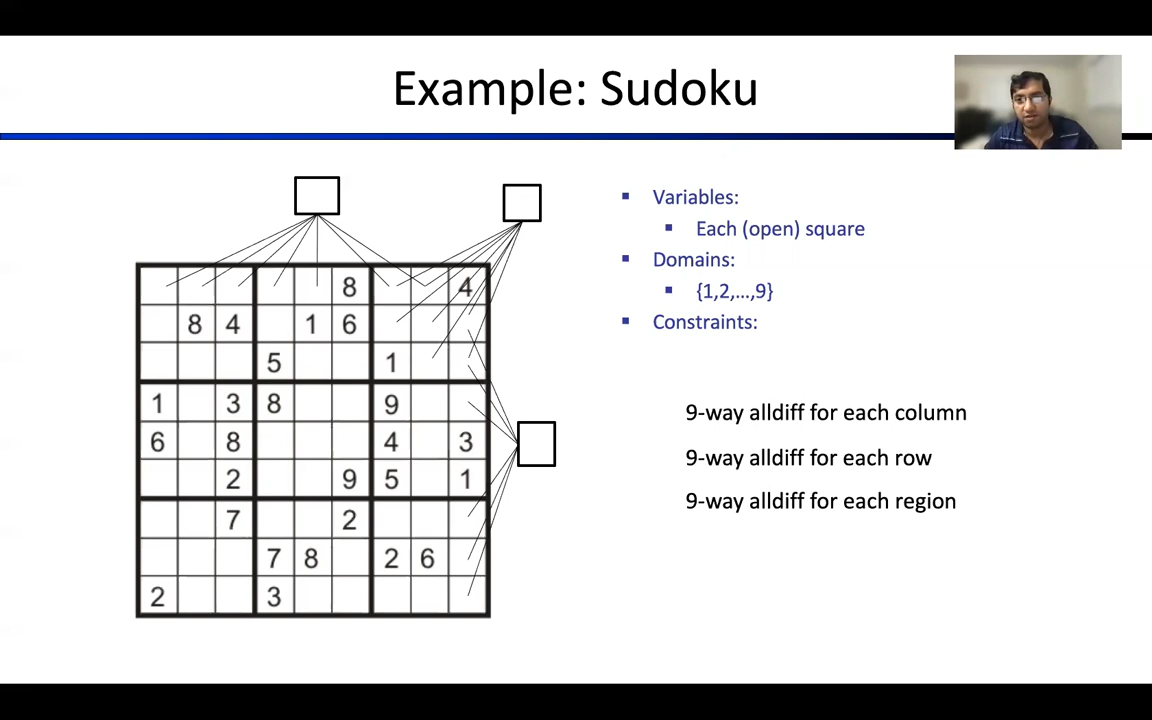 Example: Sudoku
Variables:
Each (open) square
Domains:
{1,2,...,9}
Constraints:
9-way alldiff for each column
9-way alldiff for each row
9-way alldiff for each region
8 4
8 4 1 6
5 1
1 3 8 9
6 8 4 3
2 9 5 1
7 2
7 8 2 6
2 3